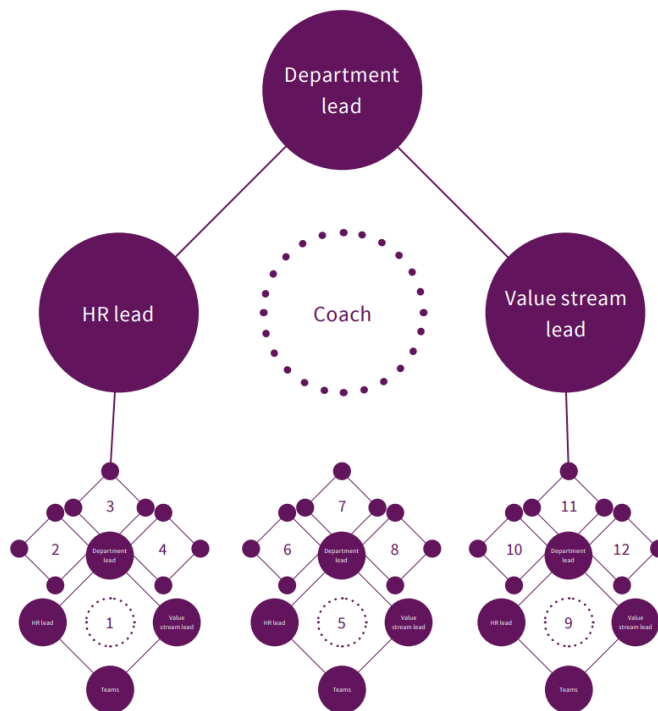 Department
lead
HR lead
Coach
Value stream
lead
3
7
11
2
Department
lead
4
6
Department
lead
8
10
Department
lead
12
HR lead
1
Value
stream lead
HR lead
5
Value
stream lead
HR lead
9
Value
stream lead
Teams
Teams
Teams